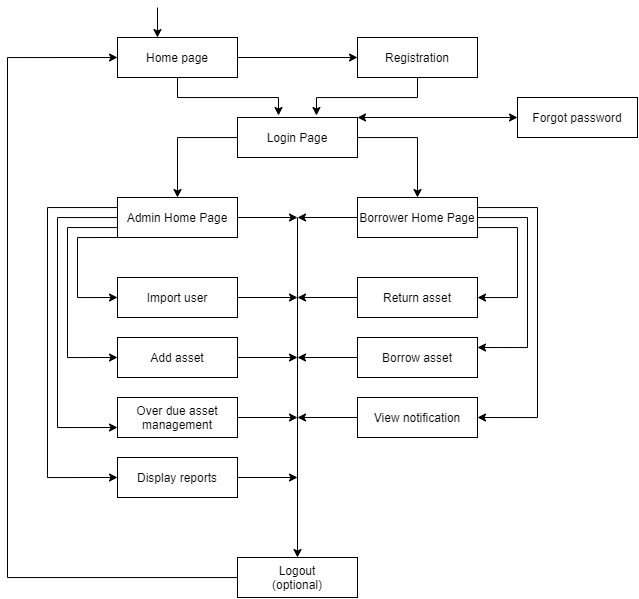 Home page
Registration
Forgot password
Login Page
Admin Home Page
Borrower Home Page
Import user
Return asset
Add asset
Borrow asset
Over due asset
management
View notification
Display reports
Logout
(optional)